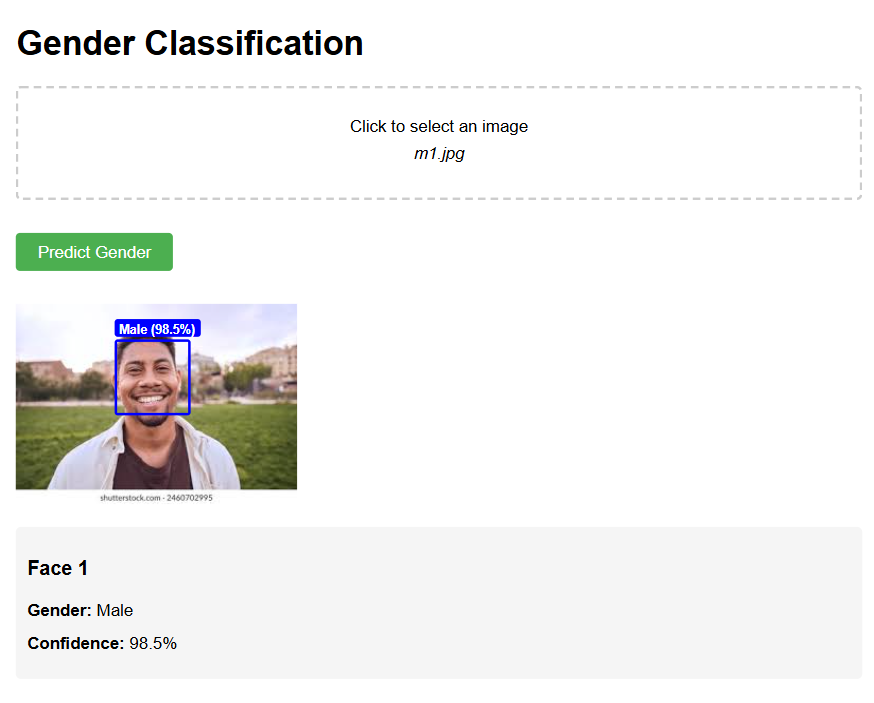 Gender Classification
Click to select an image
m1.jpg
Predict Gender
Male (98.5%)
shutterstock.com · 2460702995
Face 1
Gender: Male
Confidence: 98.5%